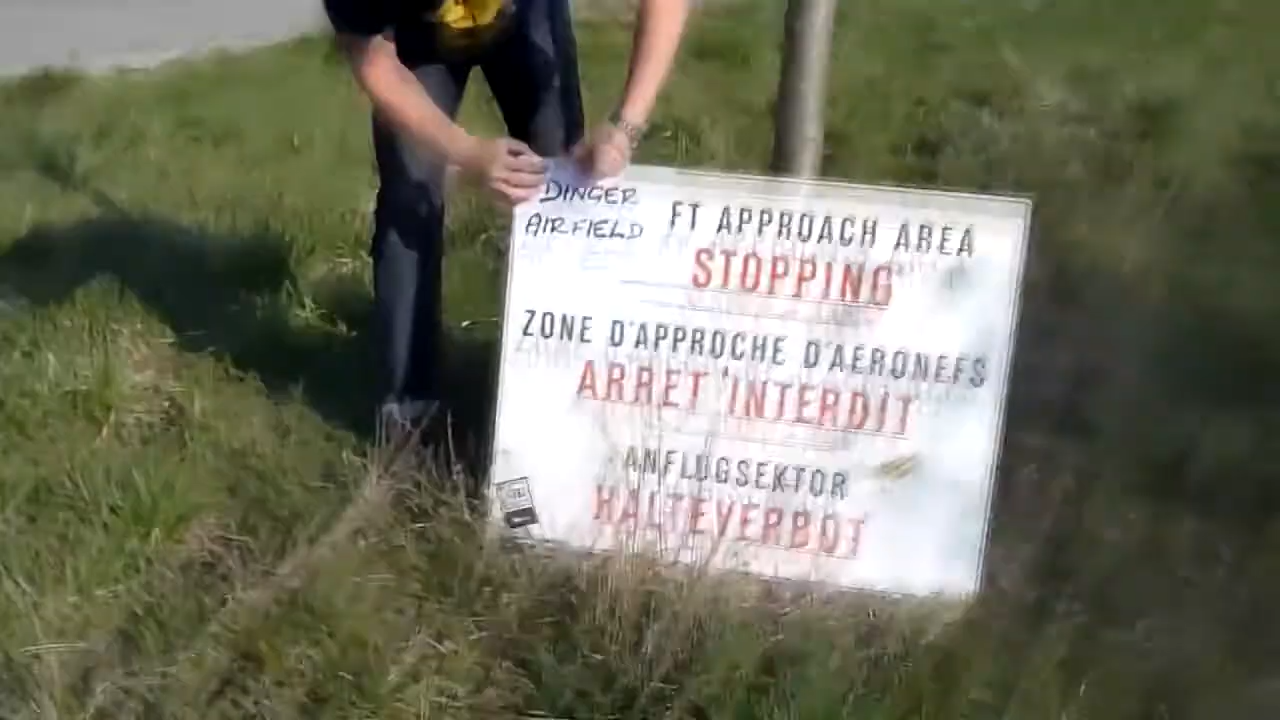 DINGER
AIRFIELD
FT APPROACH AREA
STOPPING
ZONE D'APPROCHE D'AERONEFS
ARRET INTERDIT
ANFLUGSEKTOR
HALTEVERBOT